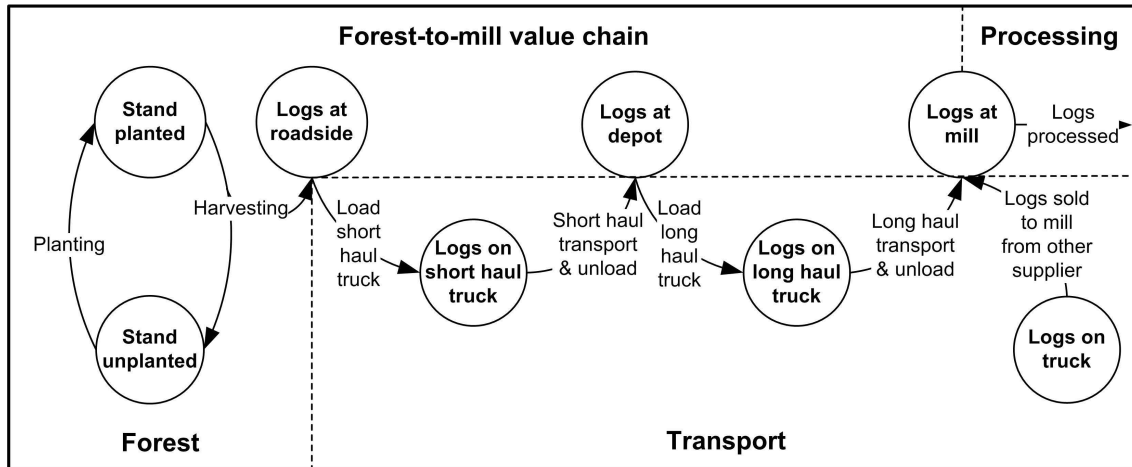 Forest-to-mill value chain
Processing
Stand
planted
Logs at
roadside
Logs at
depot
Logs at
mill
Logs
processed
Harvesting
Planting
Load
short
haul
truck
Logs on
short haul
truck
Short haul
transport
& unload
Load
long
haul
truck
Logs on
long haul
truck
Long haul
transport
& unload
Logs sold
to mill
from other
supplier
Stand
unplanted
Logs on
truck
Forest
Transport